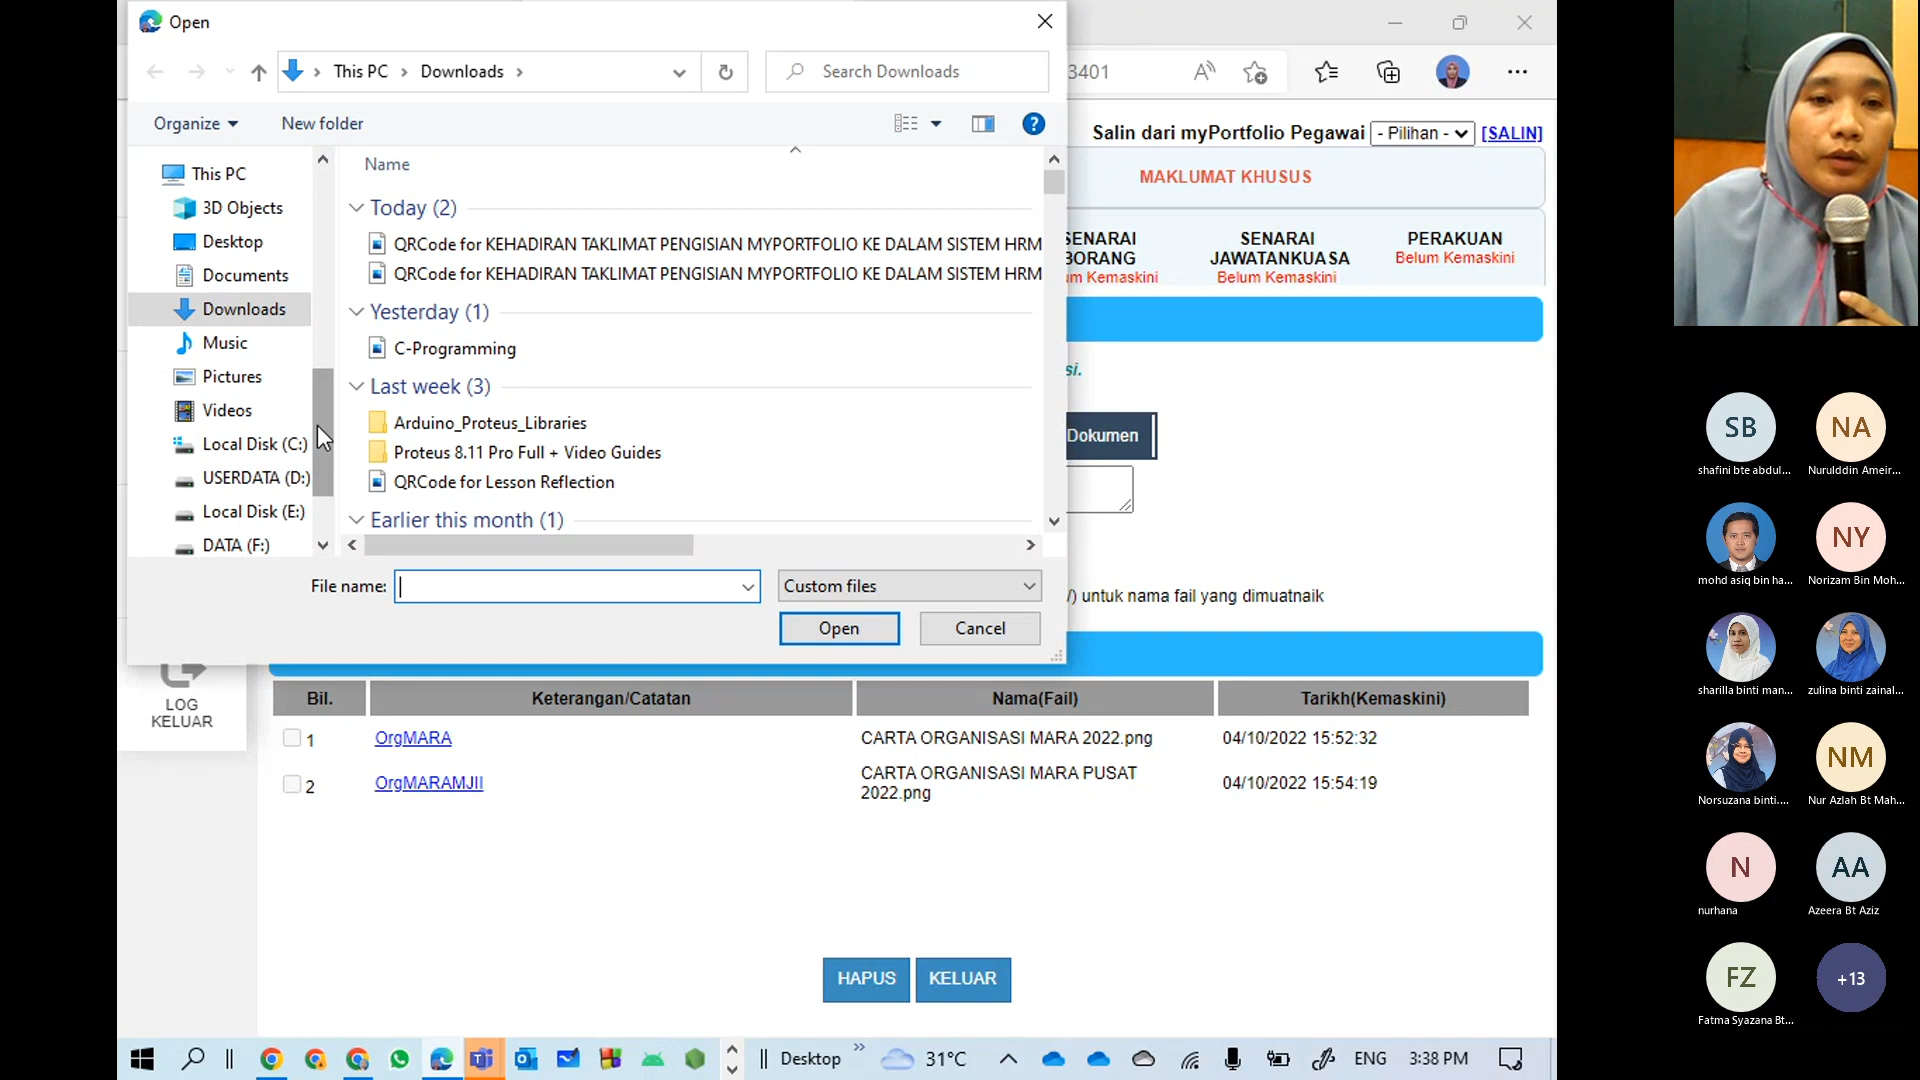 Open
This PC
Downloads
Search Downloads
3401
Organize
New folder
Salin dari myPortfolio Pegawai
- Pilihan -
[SALIN]
MAKLUMAT KHUSUS
This PC
3D Objects
Desktop
Documents
Downloads
Music
Pictures
Videos
Local Disk (C:)
USERDATA (D:)
Local Disk (E:)
DATA (F:)
Name
Today (2)
QRCode for KEHADIRAN TAKLIMAT PENGISIAN MYPORTFOLIO KE DALAM SISTEM HRM
QRCode for KEHADIRAN TAKLIMAT PENGISIAN MYPORTFOLIO KE DALAM SISTEM HRM
Yesterday (1)
C-Programming
Last week (3)
Arduino_Proteus_Libraries
Proteus 8.11 Pro Full + Video Guides
QRCode for Lesson Reflection
Earlier this month (1)
File name:
Custom files
Open
Cancel
SENARAI
BORANG
um Kemaskini
SENARAI
JAWATANKUASA
Belum Kemaskini
PERAKUAN
Belum Kemaskini
si.
Dokumen
/) untuk nama fail yang dimuatnaik
LOG
KELUAR
Bil.
Keterangan/Catatan
Nama(Fail)
Tarikh(Kemaskini)
1
OrgMARA
CARTA ORGANISASI MARA 2022.png
04/10/2022 15:52:32
2
OrgMARAMJII
CARTA ORGANISASI MARA PUSAT
2022.png
04/10/2022 15:54:19
HAPUS
KELUAR
Desktop
31°C
ENG
3:38 PM
SB
shafini bte abdul...
NA
Nurulddin Ameir...
mohd asiq bin ha...
NY
Norizam Bin Moh...
sharilla binti man...
zulina binti zainal...
Norsuzana binti....
NM
Nur Azlah Bt Mah...
N
nurhana
AA
Azeera Bt Aziz
FZ
Fatma Syazana Bt...
+13